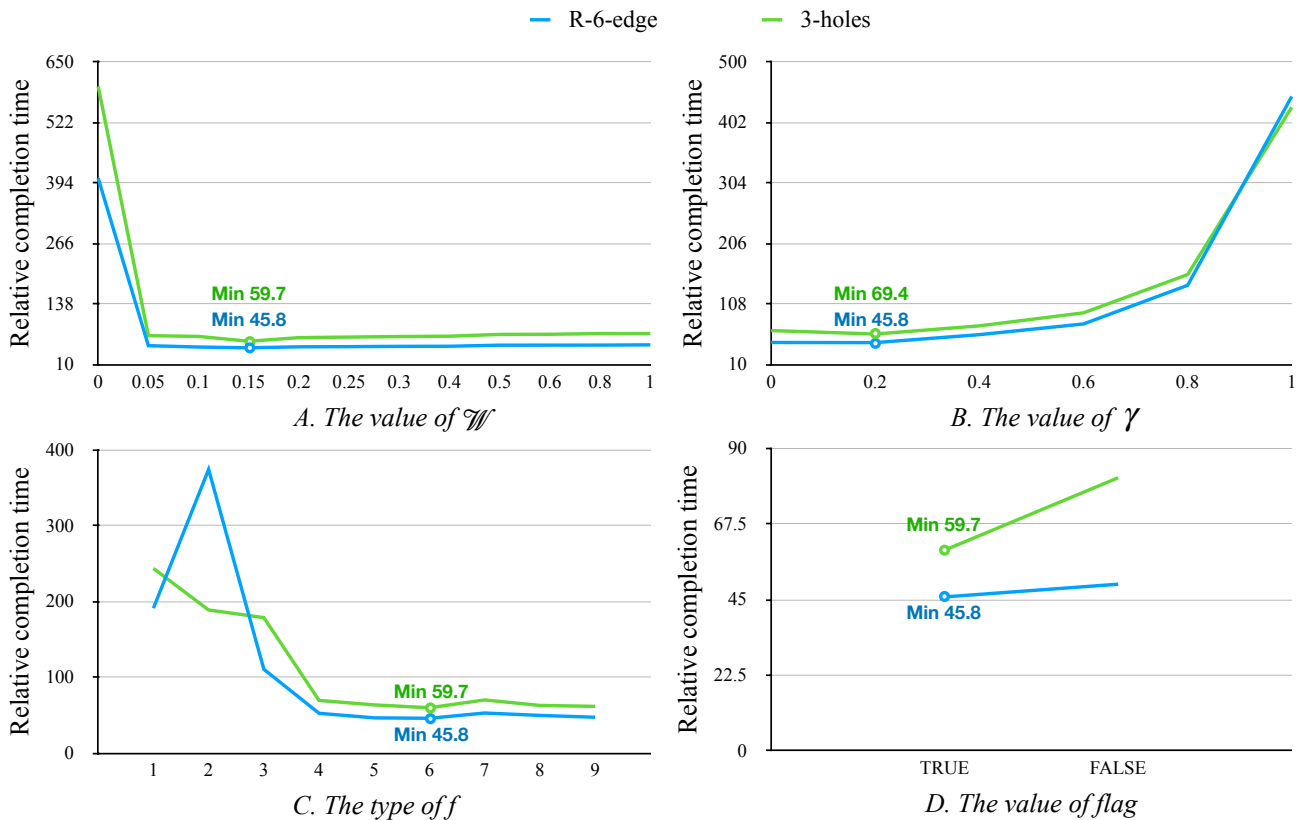 R-6-edge 3-holes
Relative completion time
650
522
394
266
138
10
Min 59.7
Min 45.8
0 0.05 0.1 0.15 0.2 0.25 0.3 0.4 0.5 0.6 0.8 1
A. The value of 𝒲
Relative completion time
500
402
304
206
108
10
Min 69.4
Min 45.8
0 0.2 0.4 0.6 0.8 1
B. The value of γ
Relative completion time
400
300
200
100
0
Min 59.7
Min 45.8
1 2 3 4 5 6 7 8 9
C. The type of f
Relative completion time
90
67.5
45
22.5
0
Min 59.7
Min 45.8
TRUE FALSE
D. The value of flag